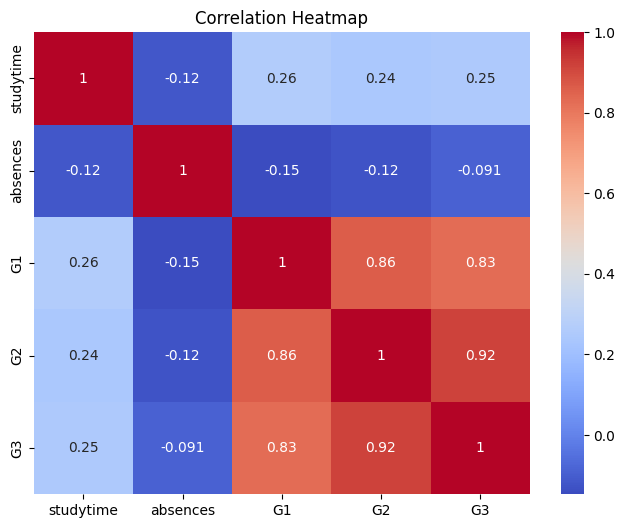 Correlation Heatmap
studytime 1 -0.12 0.26 0.24 0.25
absences -0.12 1 -0.15 -0.12 -0.091
G1 0.26 -0.15 1 0.86 0.83
G2 0.24 -0.12 0.86 1 0.92
G3 0.25 -0.091 0.83 0.92 1
studytime absences G1 G2 G3
1.0
0.8
0.6
0.4
0.2
0.0